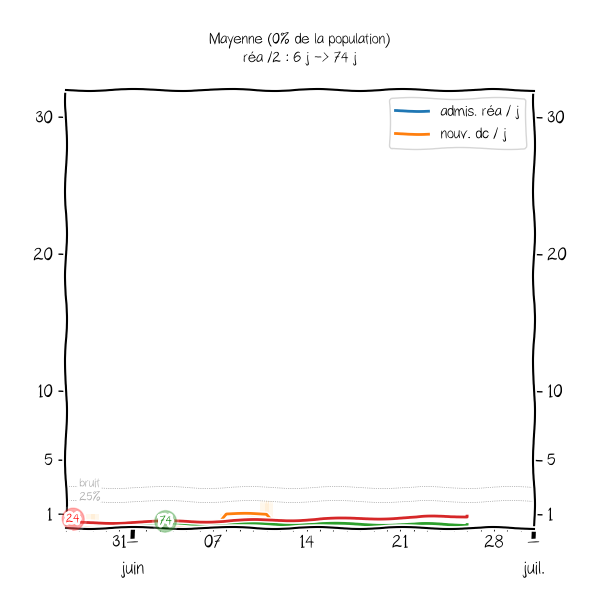 Mayenne (0% de la population)
réa /2 : 6 j -> 74 j
admis. réa / j
nouv. dc / j
30
30
20
20
10
10
5
5
bruit
25%
1
1
24
74
31
07
14
21
28
juin
juil.